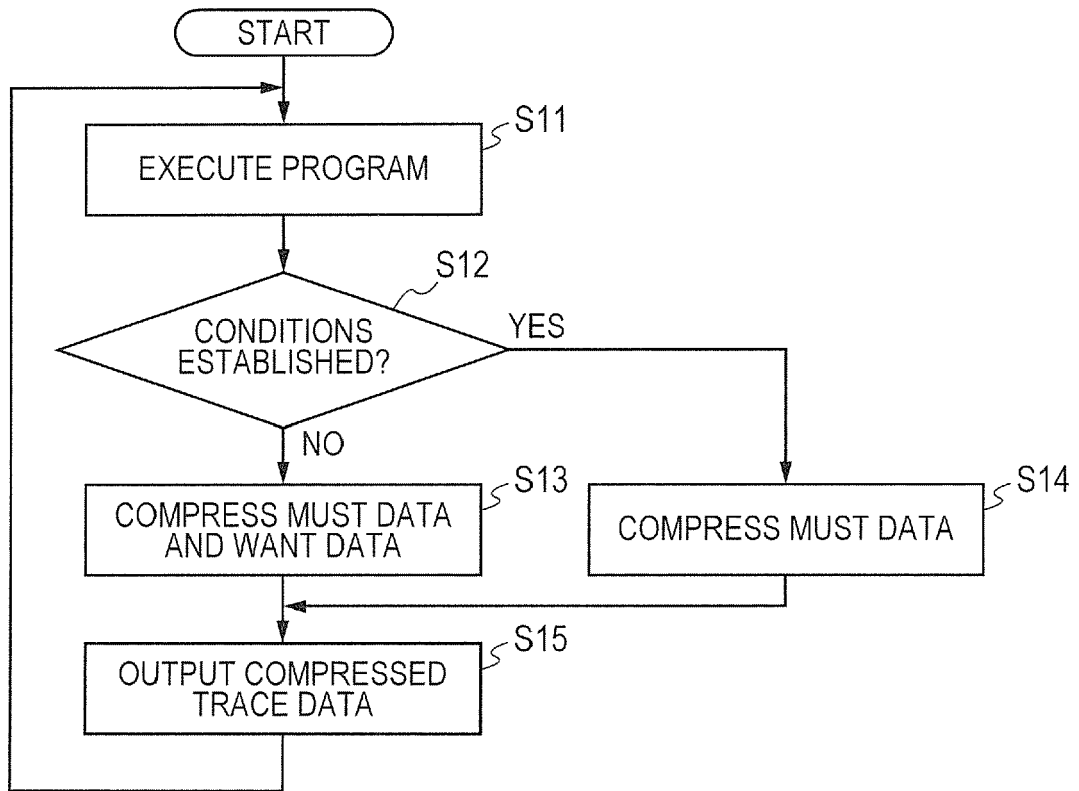 START
S11
EXECUTE PROGRAM
S12
CONDITIONS
ESTABLISHED?
YES
NO
S13
COMPRESS MUST DATA
AND WANT DATA
S14
COMPRESS MUST DATA
S15
OUTPUT COMPRESSED
TRACE DATA